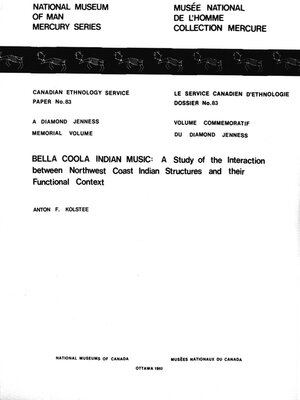 NATIONAL MUSEUM
OF MAN
MERCURY SERIES
MUSÉE NATIONAL
DE L'HOMME
COLLECTION MERCURE
CANADIAN ETHNOLOGY SERVICE
PAPER No.83
LE SERVICE CANADIEN D'ETHNOLOGIE
DOSSIER No.83
A DIAMOND JENNESS
MEMORIAL VOLUME
VOLUME COMMEMORATIF
DU DIAMOND JENNESS
BELLA COOLA INDIAN MUSIC: A Study of the Interaction
between Northwest Coast Indian Structures and their
Functional Context
ANTON F. KOLSTEE
NATIONAL MUSEUMS OF CANADA
MUSÉES NATIONAUX DU CANADA
OTTAWA